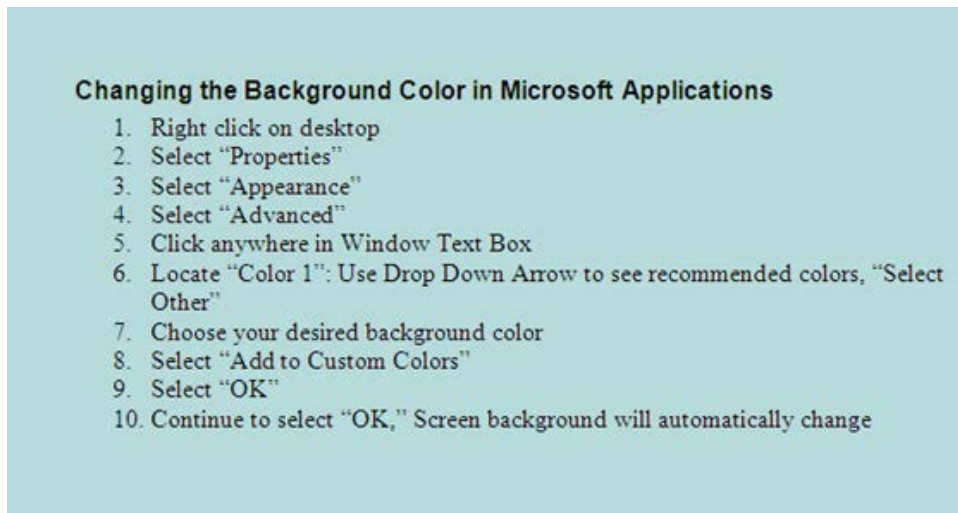 Changing the Background Color in Microsoft Applications
1. Right click on desktop
2. Select “Properties”
3. Select “Appearance”
4. Select “Advanced”
5. Click anywhere in Window Text Box
6. Locate “Color 1”: Use Drop Down Arrow to see recommended colors, “Select
Other”
7. Choose your desired background color
8. Select “Add to Custom Colors”
9. Select “OK”
10. Continue to select “OK,” Screen background will automatically change